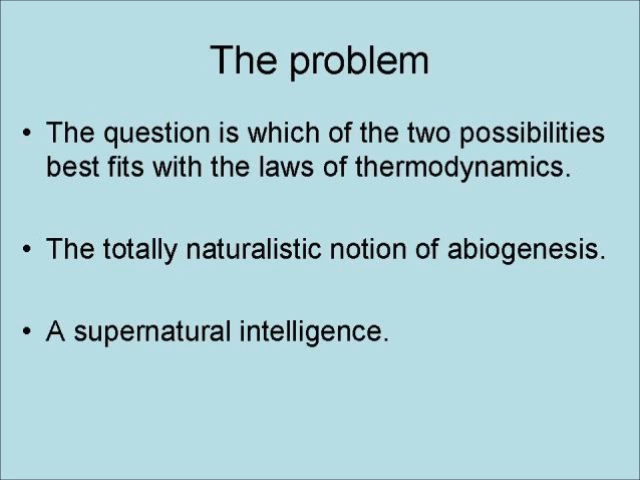 The problem
• The question is which of the two possibilities
best fits with the laws of thermodynamics.
• The totally naturalistic notion of abiogenesis.
• A supernatural intelligence.